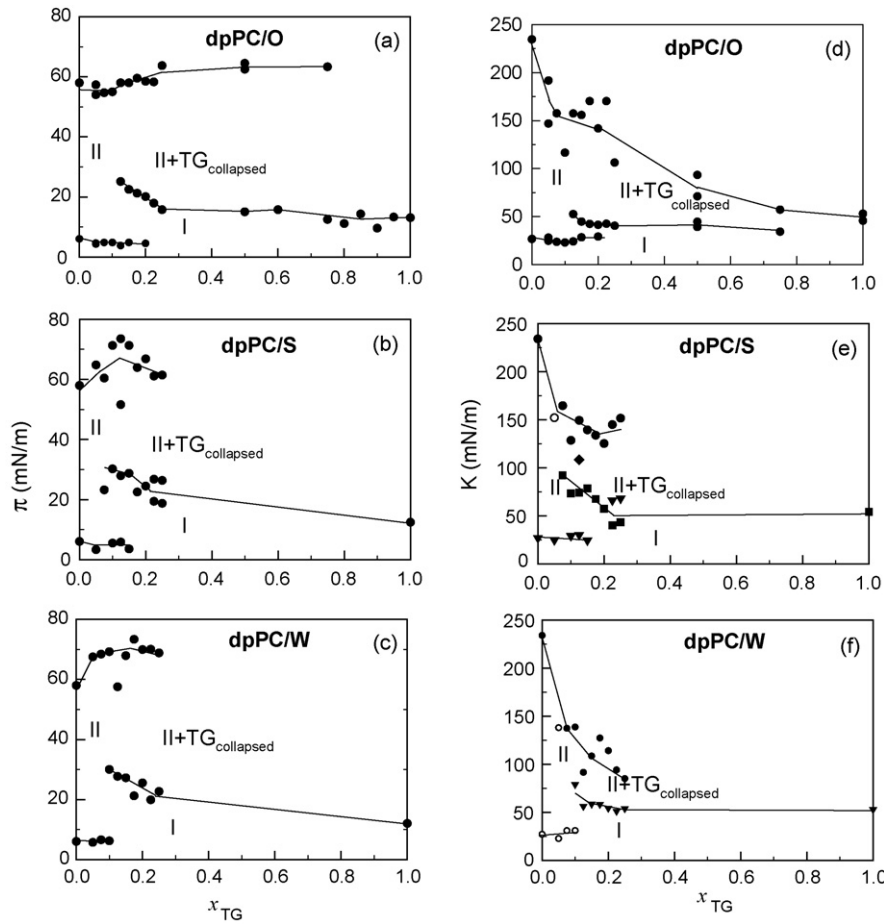 80
dpPC/O
(a)
60
40
II
II+TGcollapsed
20
I
0
0.0
0.2
0.4
0.6
0.8
1.0
250
dpPC/O
(d)
200
150
II
100
II+TGcollapsed
50
I
0
0.0
0.2
0.4
0.6
0.8
1.0
80
dpPC/S
(b)
60
π (mN/m)
II
40
II+TGcollapsed
20
I
0
0.0
0.2
0.4
0.6
0.8
1.0
250
dpPC/S
(e)
200
K (mN/m)
150
100
II
II+TGcollapsed
50
I
0
0.0
0.2
0.4
0.6
0.8
1.0
80
dpPC/W
(c)
60
II
II+TGcollapsed
40
20
I
0
0.0
0.2
0.4
0.6
0.8
1.0
xTG
250
dpPC/W
(f)
200
150
II
100
II+TGcollapsed
50
I
0
0.0
0.2
0.4
0.6
0.8
1.0
xTG